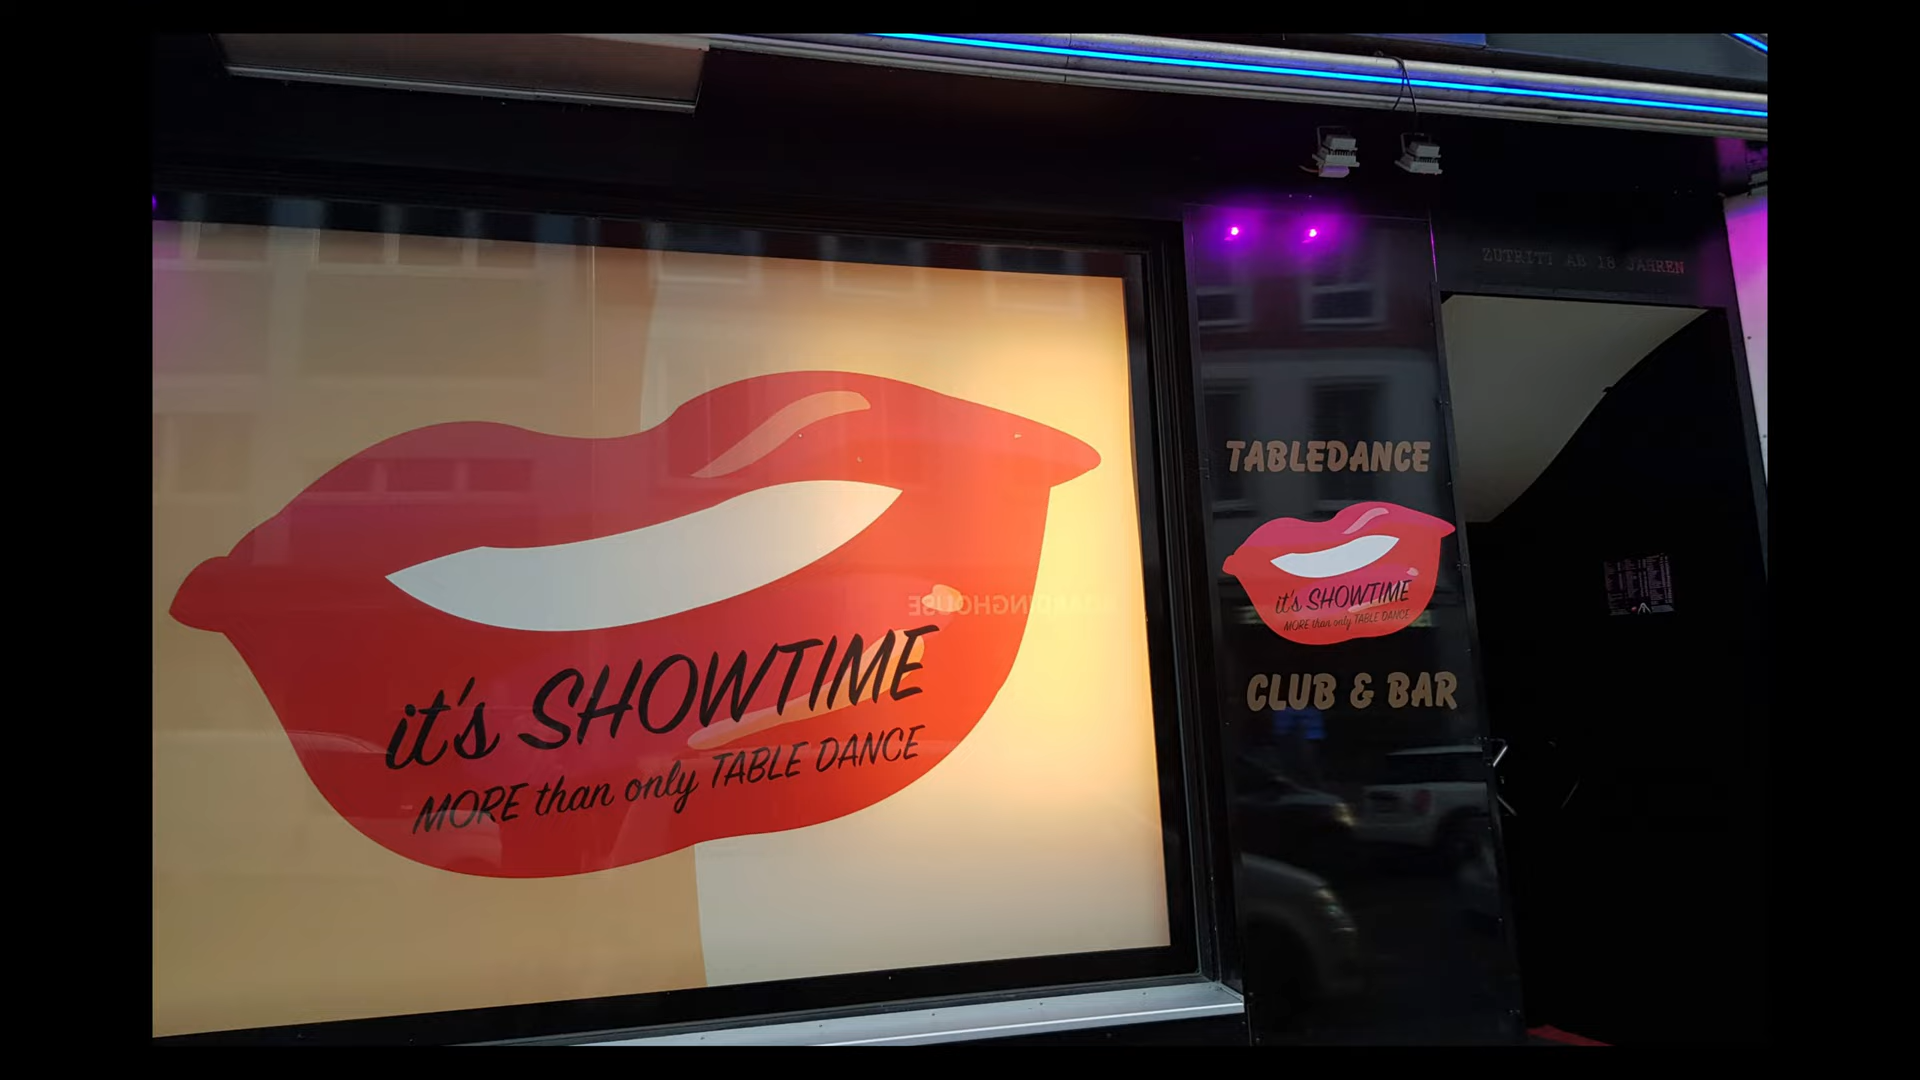 it's SHOWTIME
MORE than only TABLE DANCE
TABLEDANCE
it's SHOWTIME
MORE than only TABLE DANCE
CLUB & BAR
ZUTRITT AB 18 JAHREN